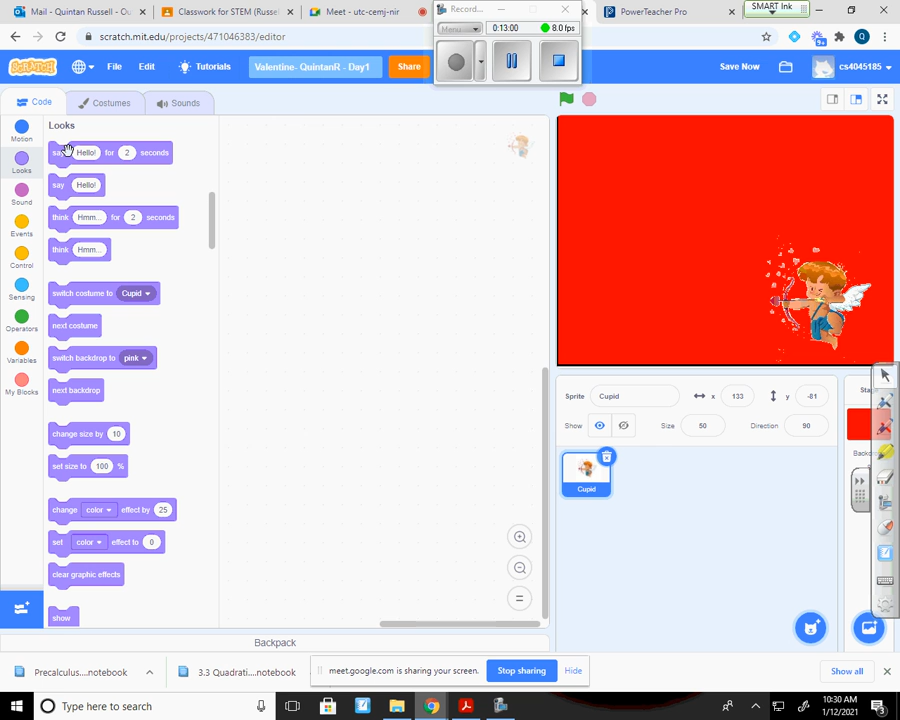 Mail - Quintan Russell - Out
Classwork for STEM (Russe
Meet - utc-cemj-nir
Record...
PowerTeacher Pro
SMART Ink
Menu
0:13:00
8.0 fps
scratch.mit.edu/projects/471046383/editor
SCRATCH
File
Edit
Tutorials
Valentine- QuintanR - Day1
Share
Save Now
cs4045185
Code
Costumes
Sounds
Motion
Looks
Sound
Events
Control
Sensing
Operators
Variables
My Blocks
Looks
say Hello! for 2 seconds
say Hello!
think Hmm... for 2 seconds
think Hmm...
switch costume to Cupid
next costume
switch backdrop to pink
next backdrop
change size by 10
set size to 100 %
change color effect by 25
set color effect to 0
clear graphic effects
show
Sprite Cupid x 133 y -81
Show Size 50 Direction 90
Cupid
Backpack
Precalculus....notebook
3.3 Quadrati....notebook
meet.google.com is sharing your screen.
Stop sharing
Hide
Show all
Type here to search
10:30 AM
1/12/2021
3